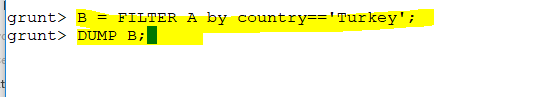 grunt> B = FILTER A by country=='Turkey';
grunt> DUMP B;